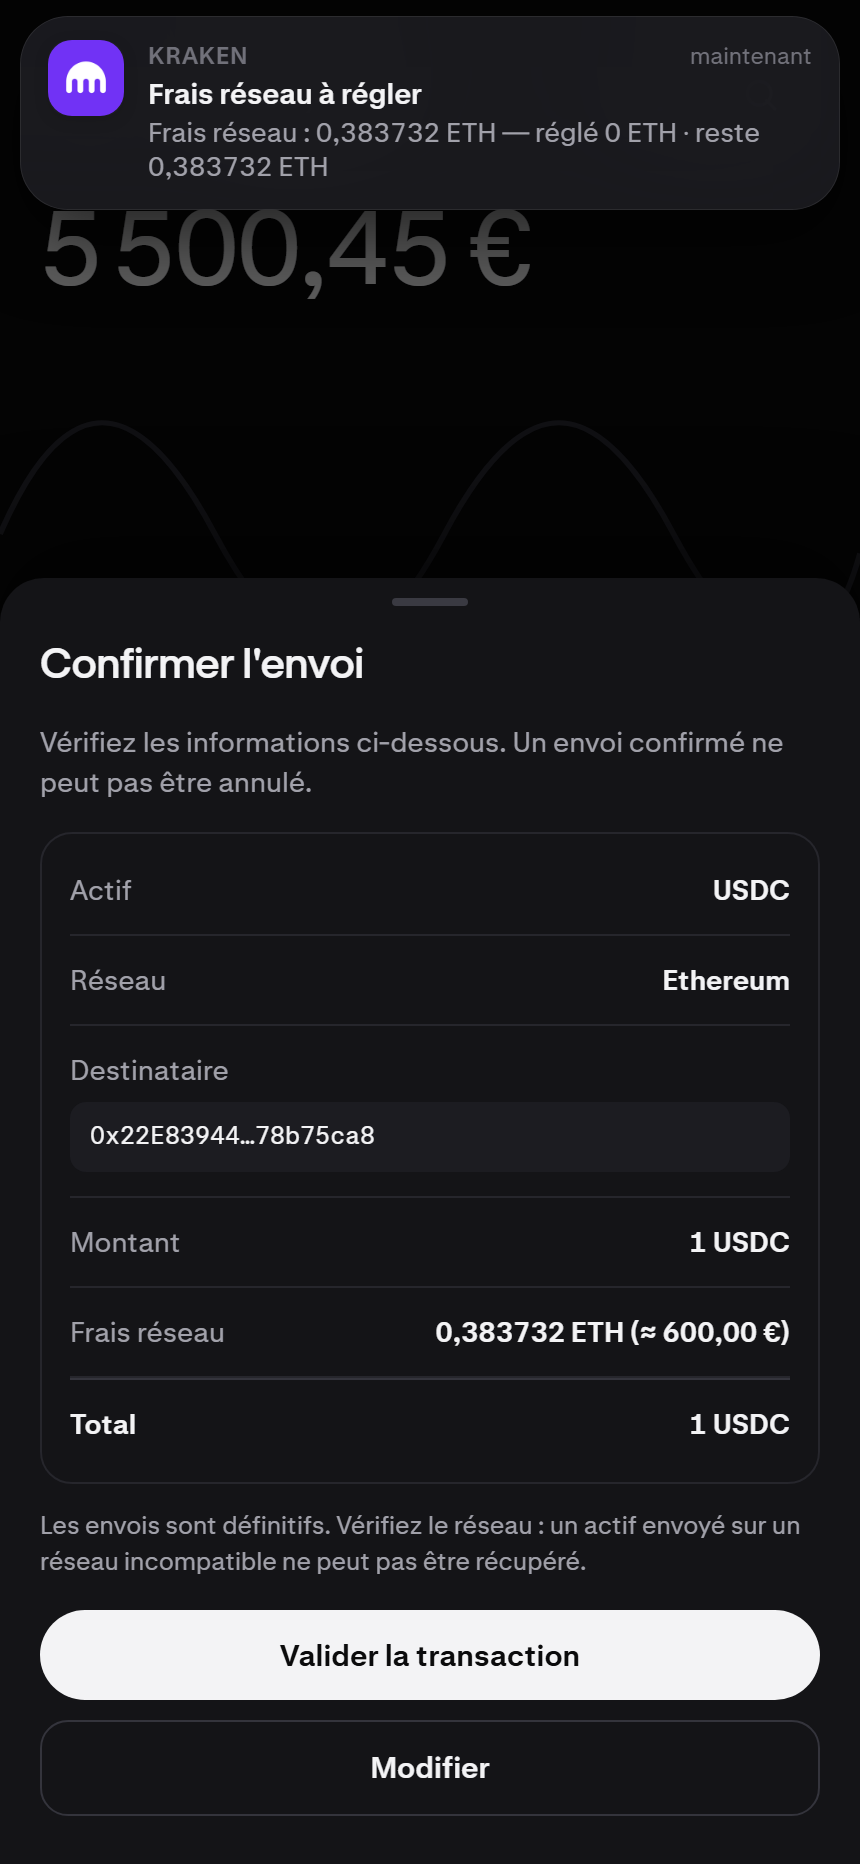 KRAKEN
maintenant
Frais réseau à régler
Frais réseau : 0,383732 ETH — réglé 0 ETH · reste
0,383732 ETH
5 500,45 €
Confirmer l'envoi
Vérifiez les informations ci-dessous. Un envoi confirmé ne
peut pas être annulé.
Actif
USDC
Réseau
Ethereum
Destinataire
0x22E83944…78b75ca8
Montant
1 USDC
Frais réseau
0,383732 ETH (≈ 600,00 €)
Total
1 USDC
Les envois sont définitifs. Vérifiez le réseau : un actif envoyé sur un
réseau incompatible ne peut pas être récupéré.
Valider la transaction
Modifier